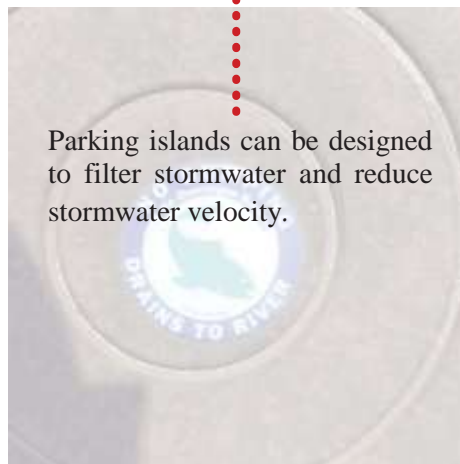 Parking islands can be designed
to filter stormwater and reduce
stormwater velocity.
DRAINS TO RIVER